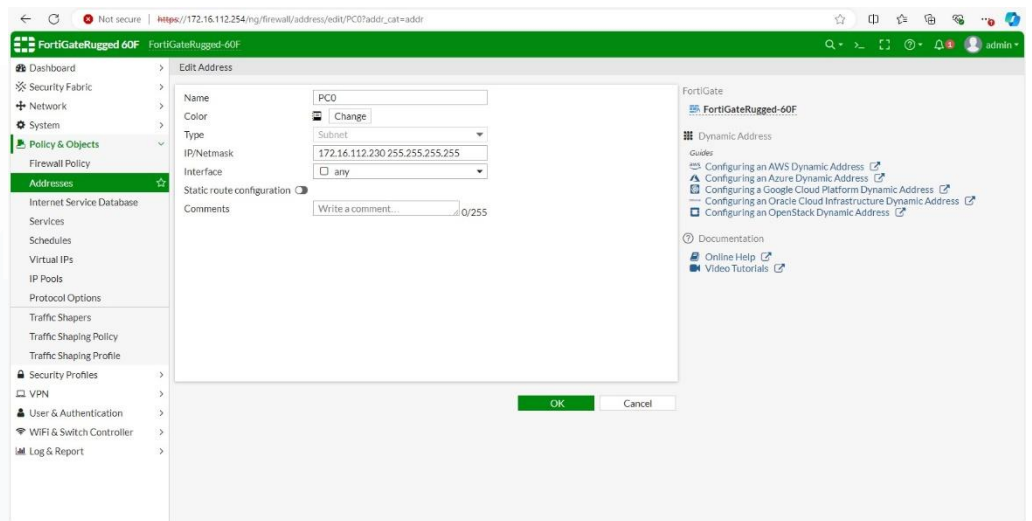 Not secure https://172.16.112.254/ng/firewall/address/edit/PC0?addr_cat=addr
FortiGateRugged 60F FortiGateRugged-60F admin
Dashboard
Security Fabric
Network
System
Policy & Objects
Firewall Policy
Addresses
Internet Service Database
Services
Schedules
Virtual IPs
IP Pools
Protocol Options
Traffic Shapers
Traffic Shaping Policy
Traffic Shaping Profile
Security Profiles
VPN
User & Authentication
WiFi & Switch Controller
Log & Report
Edit Address
Name PC0
Color Change
Type Subnet
IP/Netmask 172.16.112.230 255.255.255.255
Interface any
Static route configuration
Comments Write a comment... 0/255
OK Cancel
FortiGate
FortiGateRugged-60F
Dynamic Address
Guides
Configuring an AWS Dynamic Address
Configuring an Azure Dynamic Address
Configuring a Google Cloud Platform Dynamic Address
Configuring an Oracle Cloud Infrastructure Dynamic Address
Configuring an OpenStack Dynamic Address
Documentation
Online Help
Video Tutorials